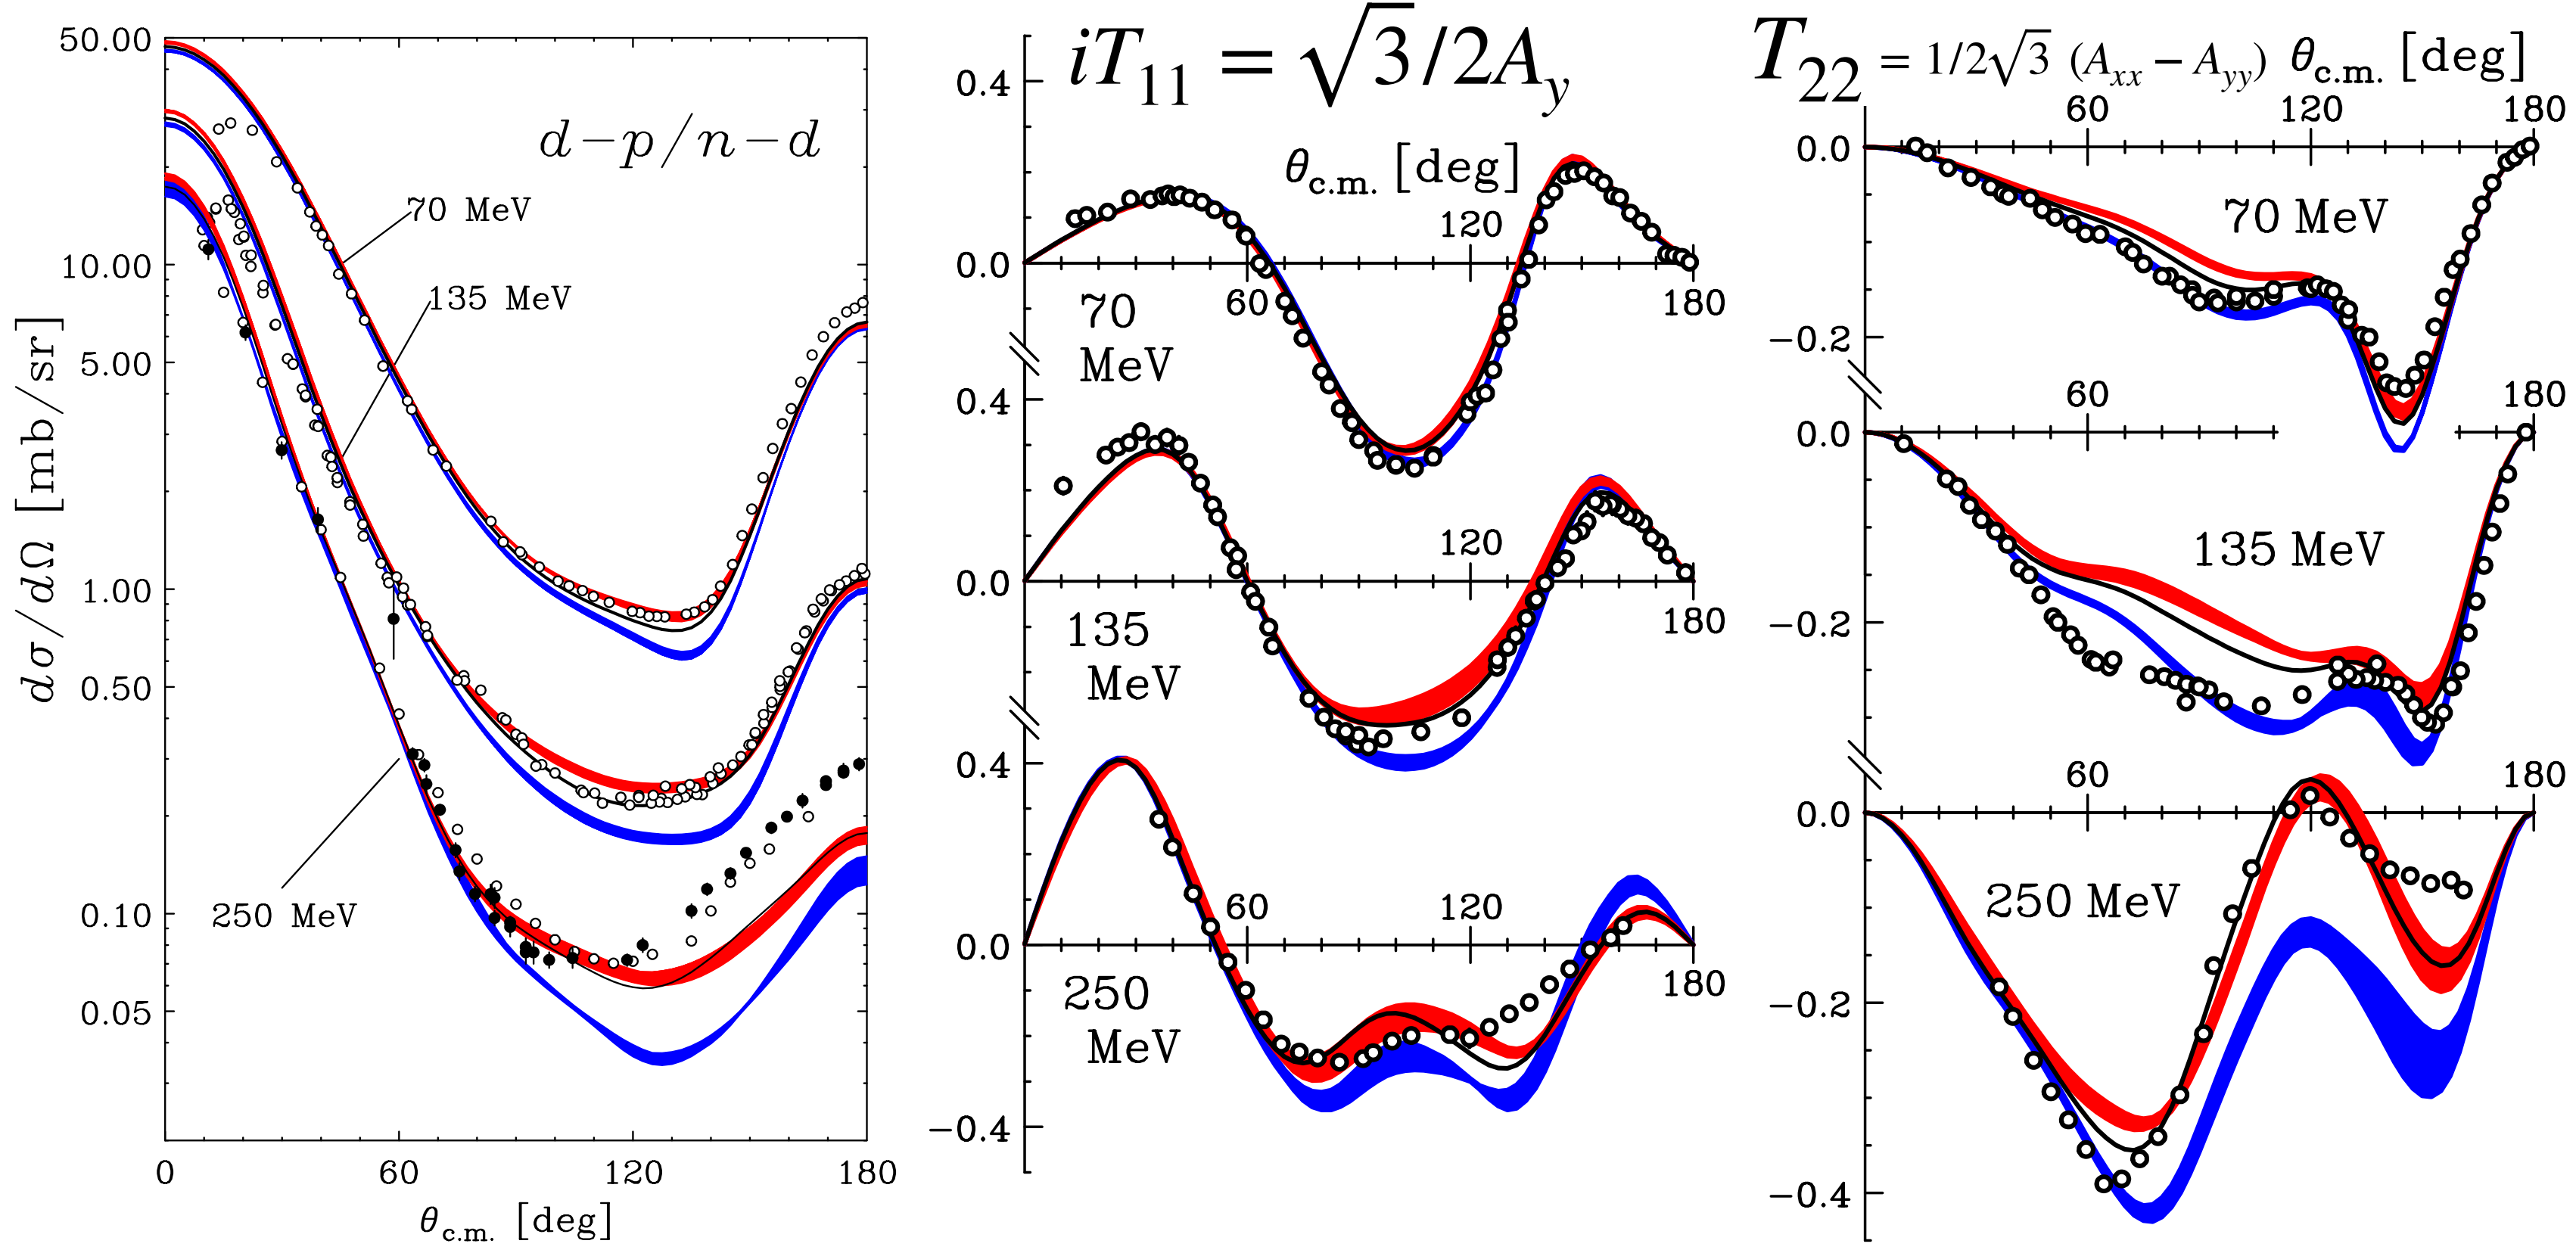 50.00
10.00
5.00
1.00
0.50
0.10
0.05
dσ/dΩ [mb/sr]
d-p/n-d
70 MeV
135 MeV
250 MeV
0 60 120 180
θc.m. [deg]
iT11 = √3/2Ay
θc.m. [deg]
0.4
0.0
60 120 180
70
MeV
0.4
0.0
120 180
135
MeV
0.4
0.0
-0.4
60 120 180
250
MeV
T22 = 1/2√3 (Axx − Ayy) θc.m. [deg]
60 120 180
0.0
-0.2
70 MeV
60 180
0.0
-0.2
135 MeV
60 180
0.0
-0.2
-0.4
250 MeV